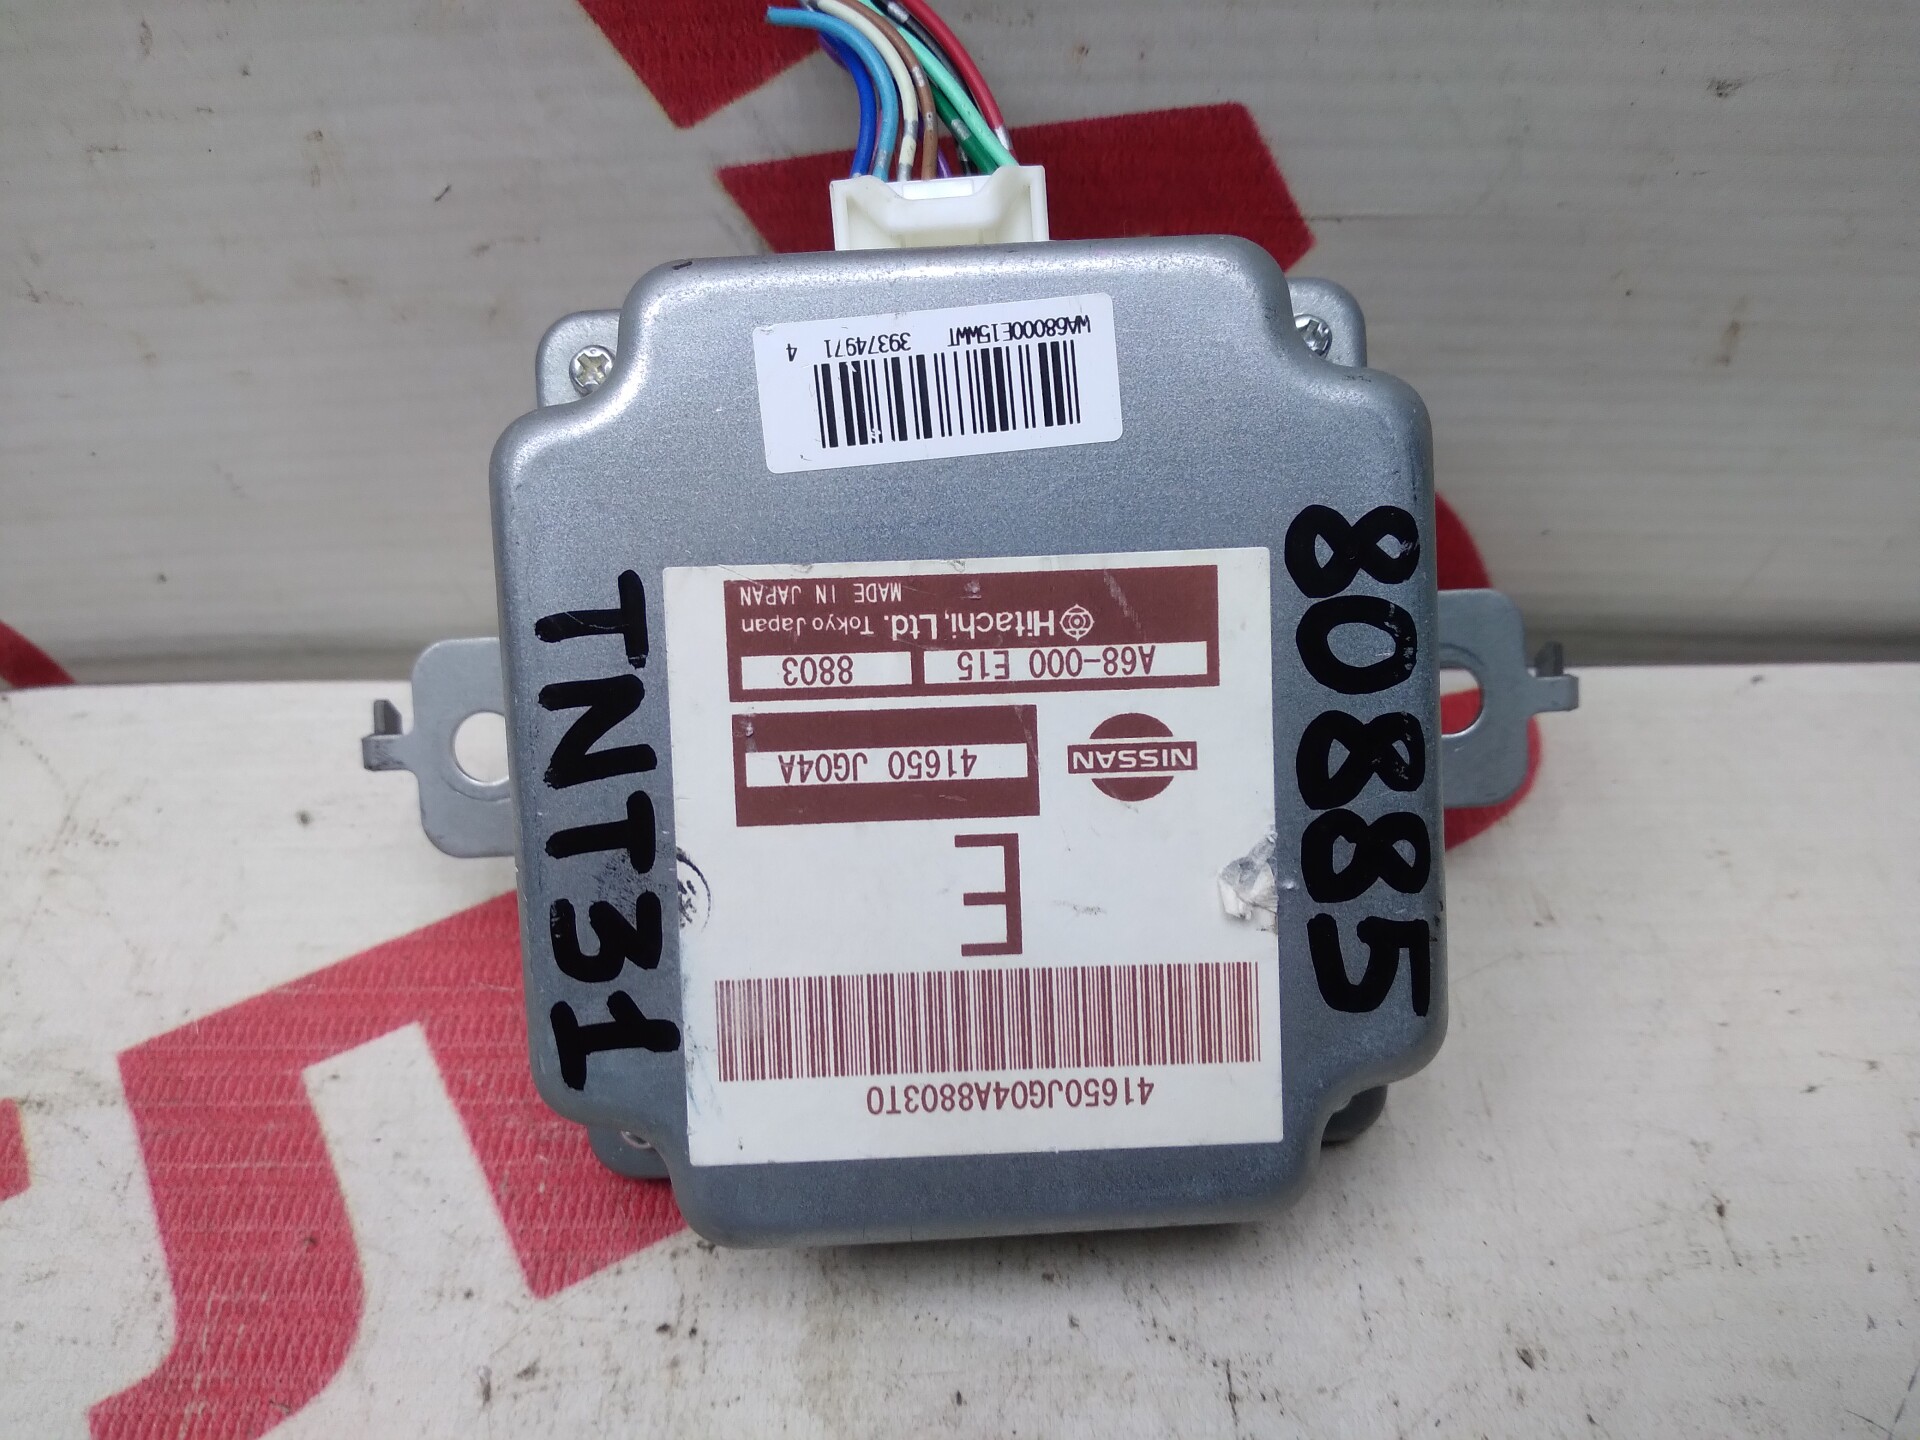 WA68000E15WWT 39374971 4
MADE IN JAPAN
Hitachi, Ltd. Tokyo Japan
A68-000 E15 8803
NISSAN
41650 JG04A
E
41650JG04A8803T0
TNT31
80885